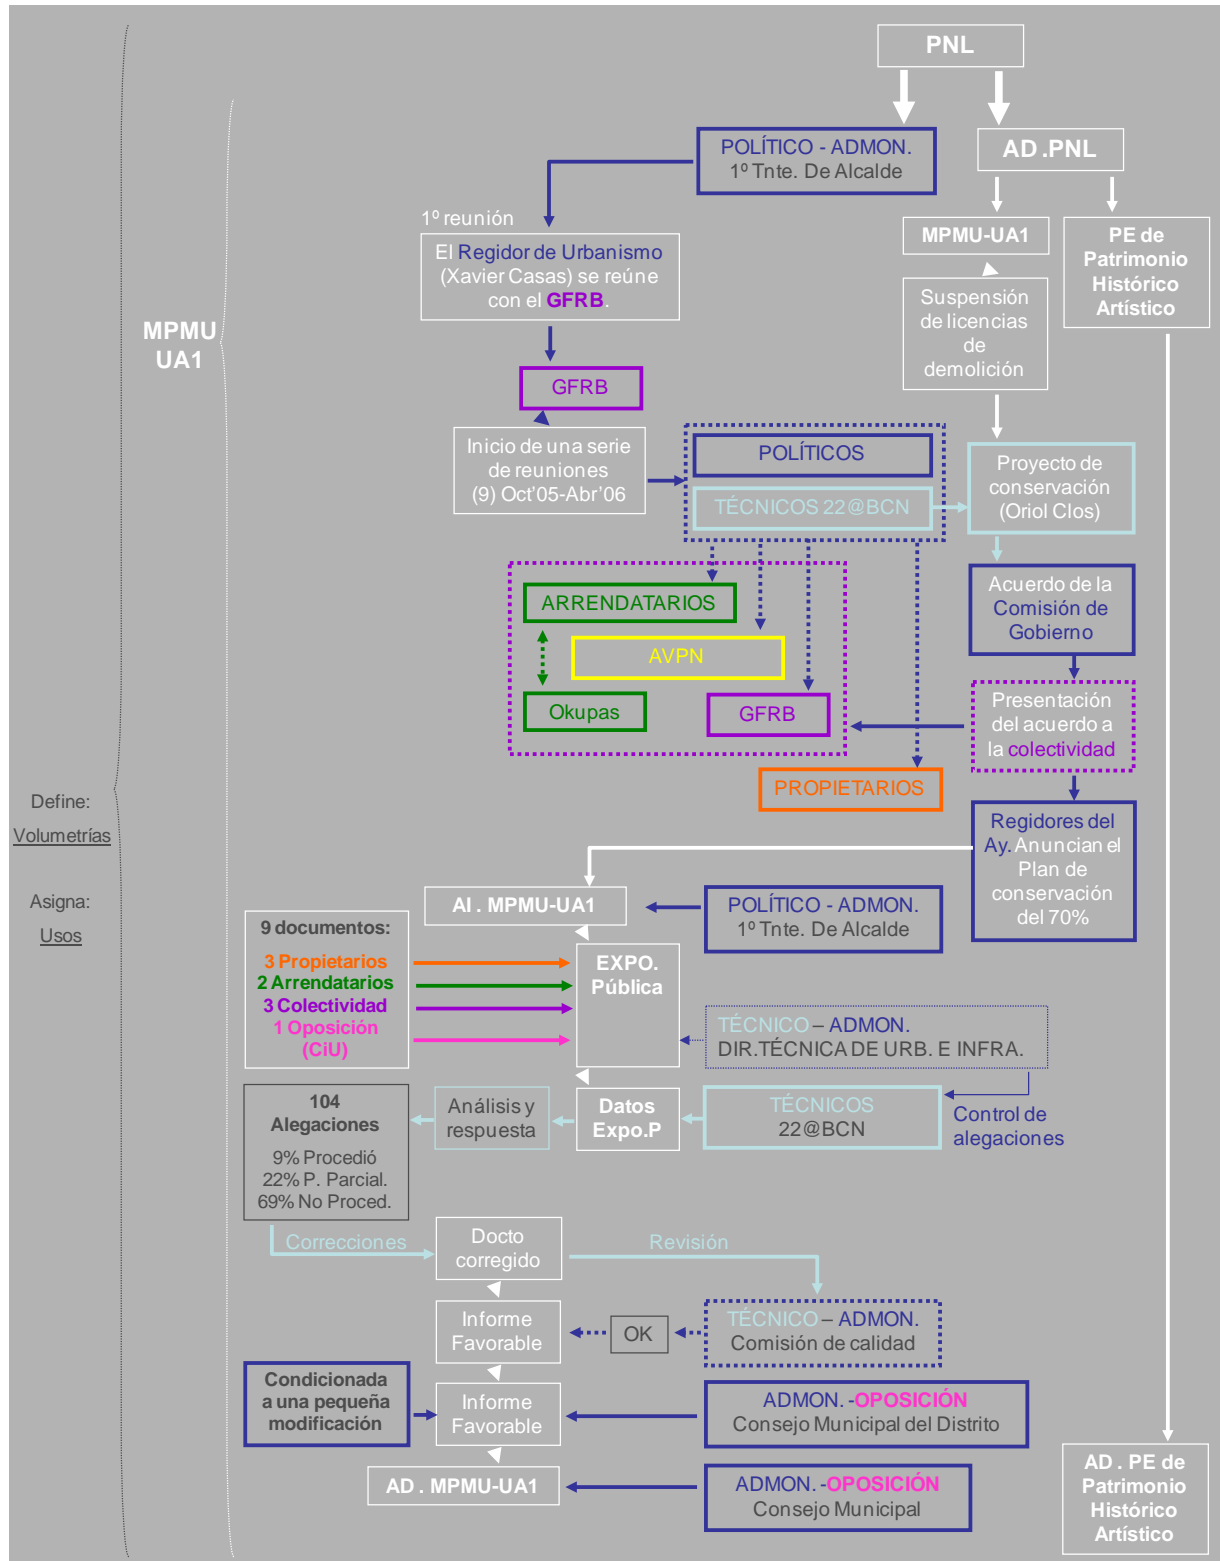 PNL
POLÍTICO - ADMON.
1º Tnte. De Alcalde
AD .PNL
1º reunión
El Regidor de Urbanismo
(Xavier Casas) se reúne
con el GFRB.
MPMU-UA1
PE de
Patrimonio
Histórico
Artístico
Suspensión
de licencias
de
demolición
MPMU
UA1
GFRB
Inicio de una serie
de reuniones
(9) Oct'05-Abr'06
POLÍTICOS
TÉCNICOS 22@BCN
Proyecto de
conservación
(Oriol Clos)
ARRENDATARIOS
AVPN
Okupas
GFRB
Acuerdo de la
Comisión de
Gobierno
Presentación
del acuerdo a
la colectividad
PROPIETARIOS
Define:
Volumetrías
Asigna:
Usos
Regidores del
Ay. Anuncian el
Plan de
conservación
del 70%
AI . MPMU-UA1
POLÍTICO - ADMON.
1º Tnte. De Alcalde
9 documentos:
3 Propietarios
2 Arrendatarios
3 Colectividad
1 Oposición
(CiU)
EXPO.
Pública
TÉCNICO – ADMON.
DIR.TÉCNICA DE URB. E INFRA.
104
Alegaciones
9% Procedió
22% P. Parcial.
69% No Proced.
Análisis y
respuesta
Datos
Expo.P
TÉCNICOS
22@BCN
Control de
alegaciones
Correcciones
Docto
corregido
Revisión
Informe
Favorable
OK
TÉCNICO – ADMON.
Comisión de calidad
Condicionada
a una pequeña
modificación
Informe
Favorable
ADMON. -OPOSICIÓN
Consejo Municipal del Distrito
AD . MPMU-UA1
ADMON. -OPOSICIÓN
Consejo Municipal
AD . PE de
Patrimonio
Histórico
Artístico